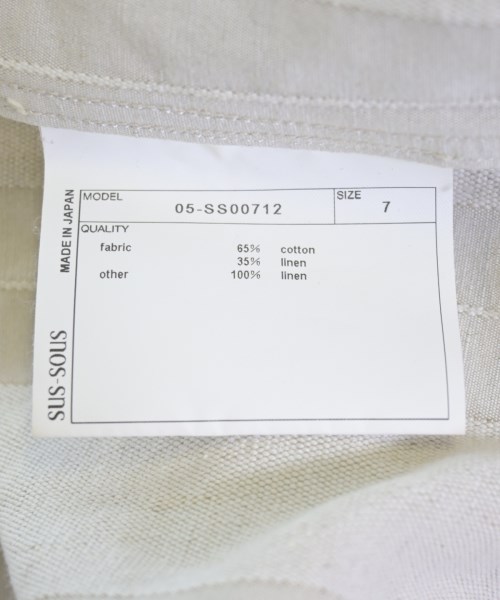 MODEL 05-SS00712 SIZE 7
QUALITY
fabric 65% cotton
35% linen
other 100% linen
MADE IN JAPAN
SUS-SOUS